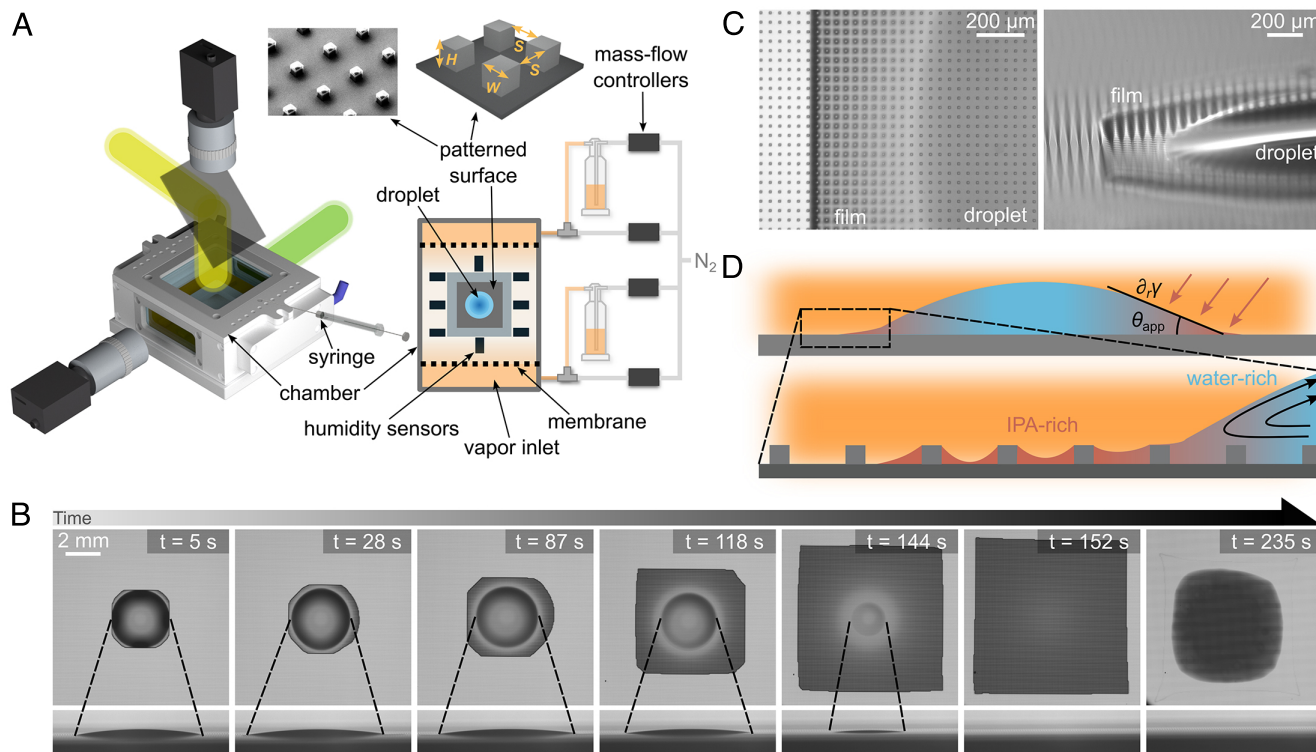 A
H
S
S
W
mass-flow
controllers
patterned
surface
droplet
N₂
syringe
chamber
humidity sensors
membrane
vapor inlet
C
200 µm
film
droplet
200 µm
film
droplet
D
∂ᵣγ
θapp
water-rich
IPA-rich
B
Time
2 mm
t = 5 s
t = 28 s
t = 87 s
t = 118 s
t = 144 s
t = 152 s
t = 235 s